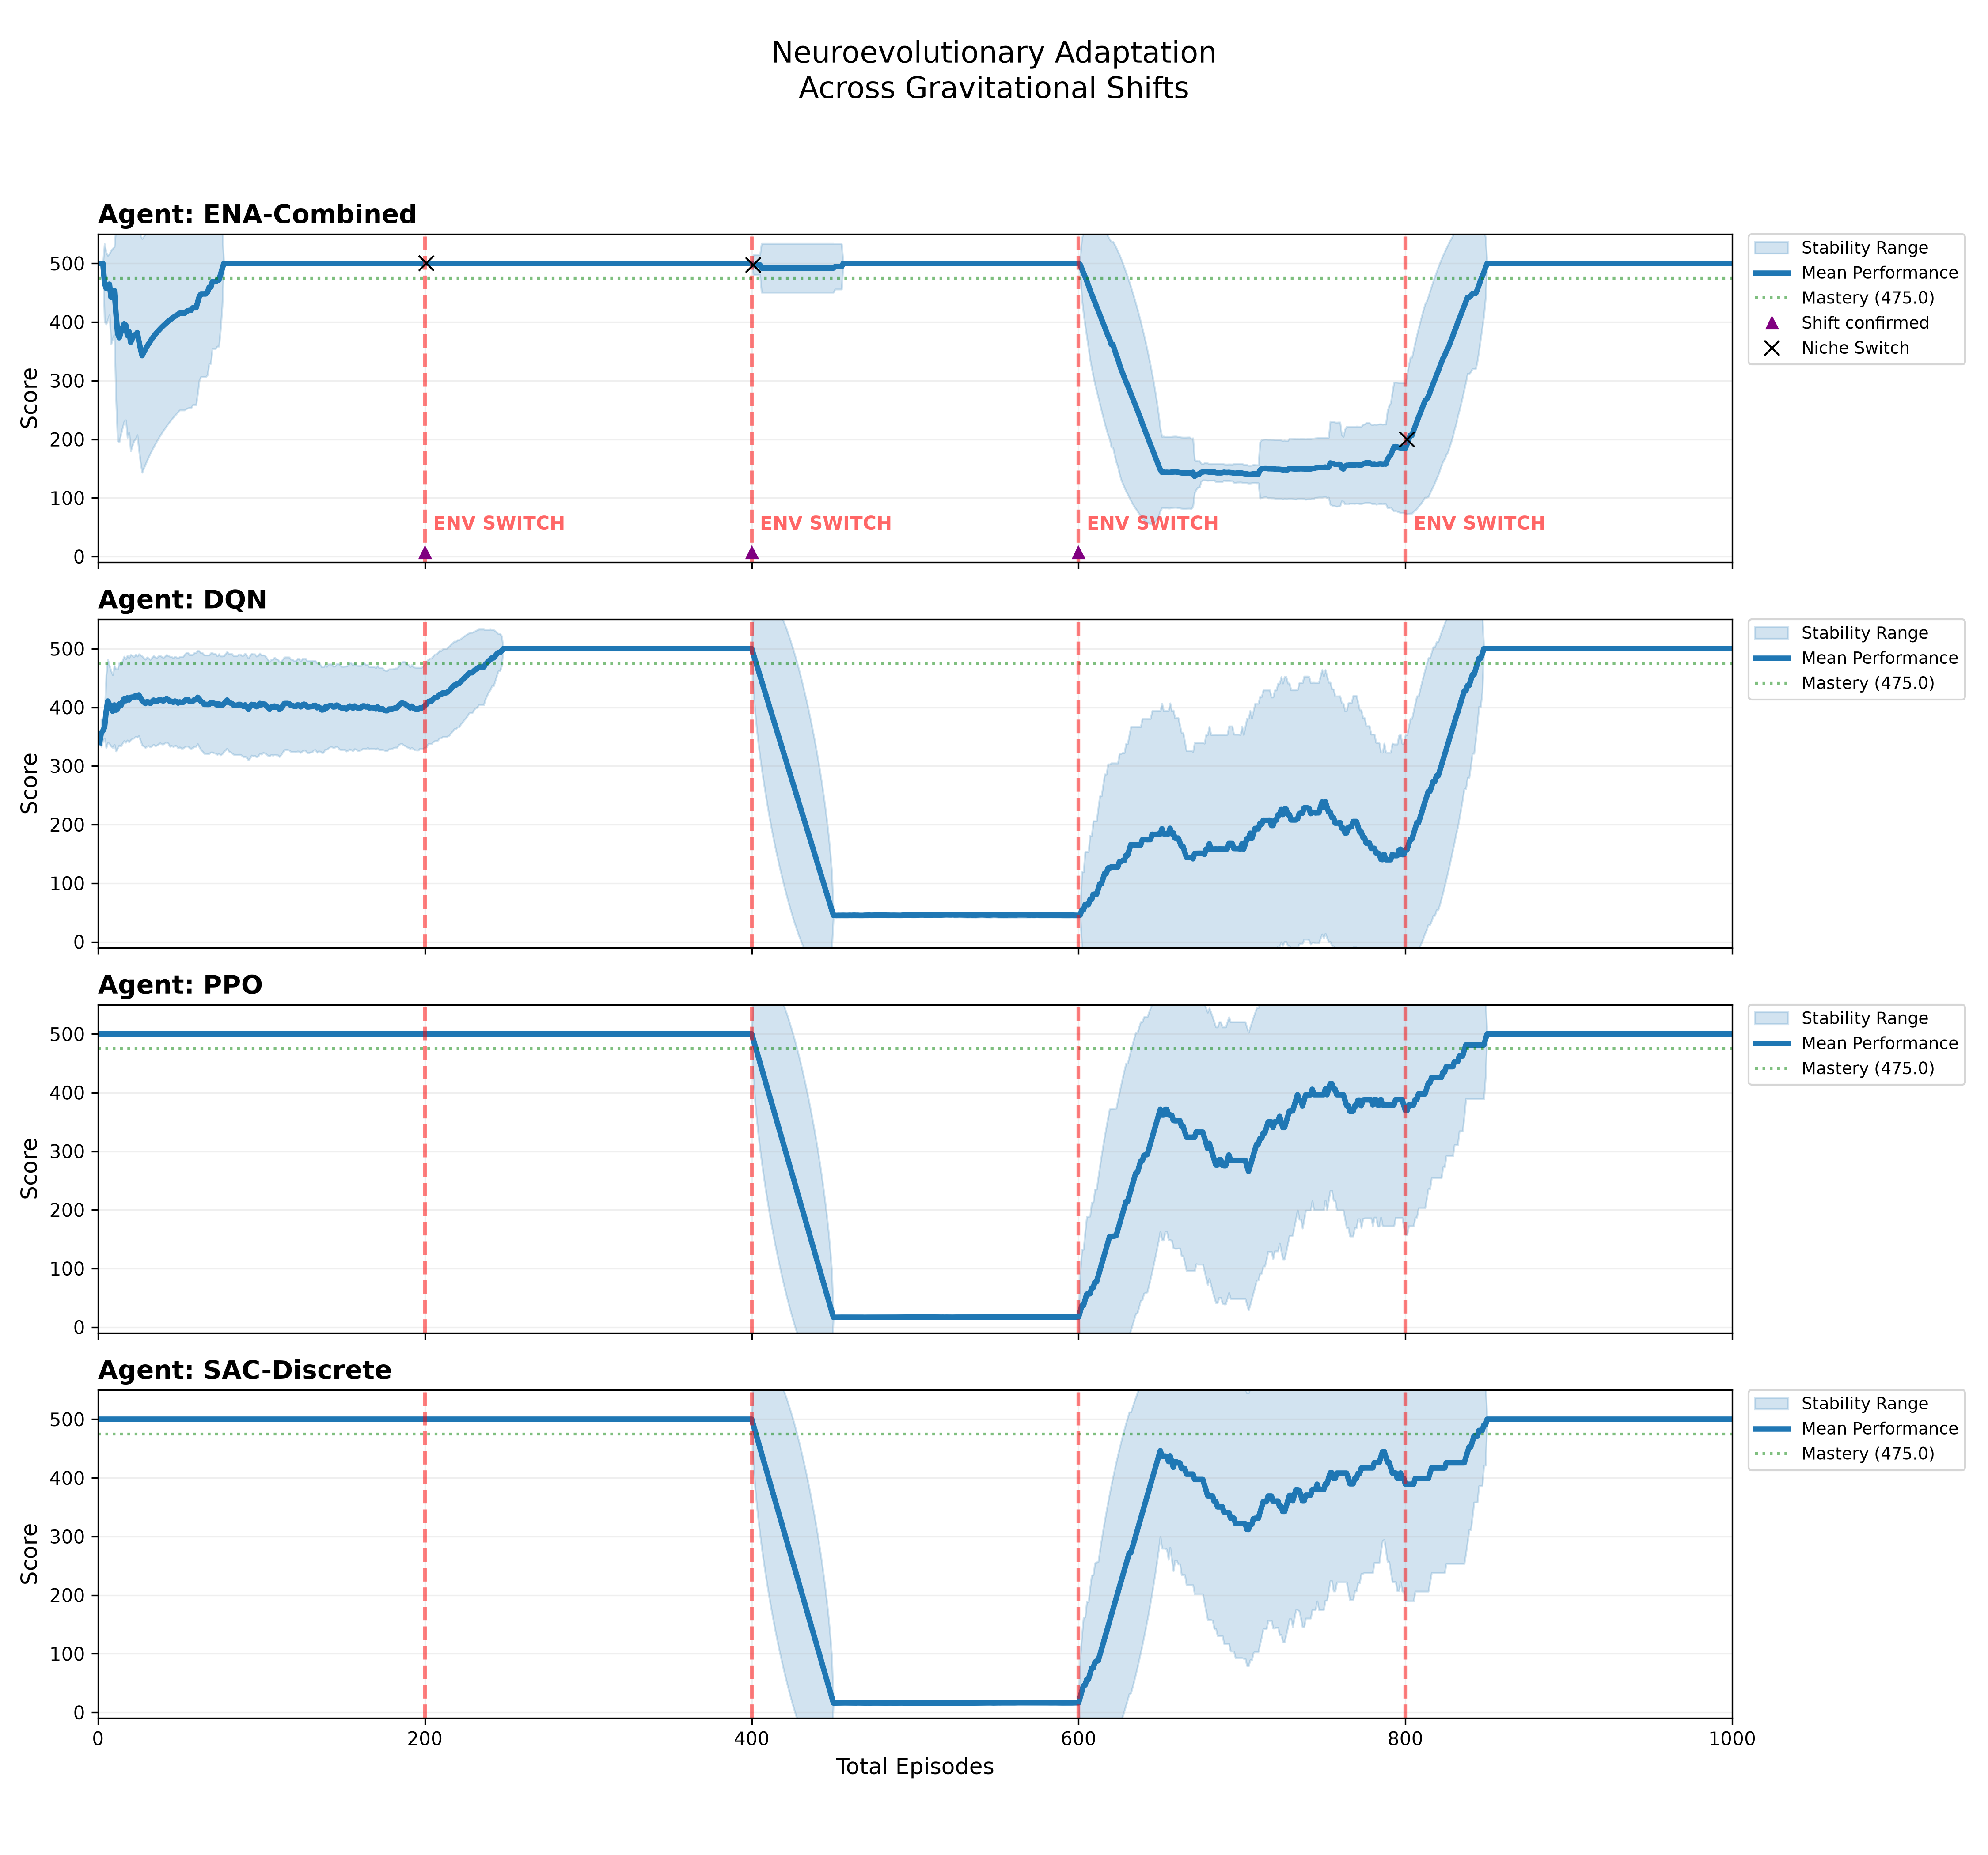 Neuroevolutionary Adaptation
Across Gravitational Shifts
Agent: ENA-Combined
Score
500
400
300
200
100
0
ENV SWITCH
ENV SWITCH
ENV SWITCH
ENV SWITCH
Stability Range
Mean Performance
Mastery (475.0)
Shift confirmed
Niche Switch
Agent: DQN
Score
500
400
300
200
100
0
Stability Range
Mean Performance
Mastery (475.0)
Agent: PPO
Score
500
400
300
200
100
0
Stability Range
Mean Performance
Mastery (475.0)
Agent: SAC-Discrete
Score
500
400
300
200
100
0
Stability Range
Mean Performance
Mastery (475.0)
0 200 400 600 800 1000
Total Episodes